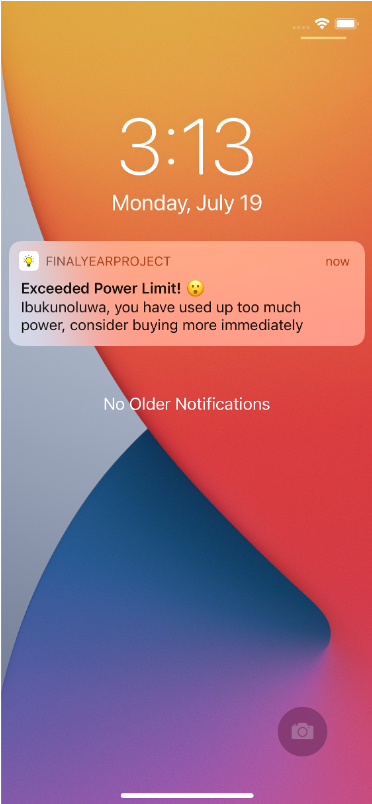 3:13
Monday, July 19
FINALYEARPROJECT now
Exceeded Power Limit! 😮
Ibukunoluwa, you have used up too much
power, consider buying more immediately
No Older Notifications